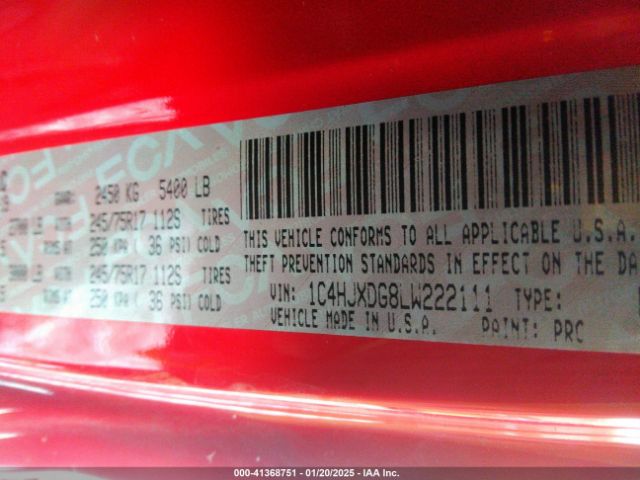 2450 KG 5400 LB
245/75R17 112S TIRES
250 KPA ( 36 PSI) COLD
245/75R17 112S TIRES
250 KPA ( 36 PSI) COLD
THIS VEHICLE CONFORMS TO ALL APPLICABLE U.S.A.
THEFT PREVENTION STANDARDS IN EFFECT ON THE DA
VIN: 1C4HJXDG8LW222111 TYPE:
VEHICLE MADE IN U.S.A. PAINT: PRC
000-41368751 — 01/20/2025 — IAA Inc.